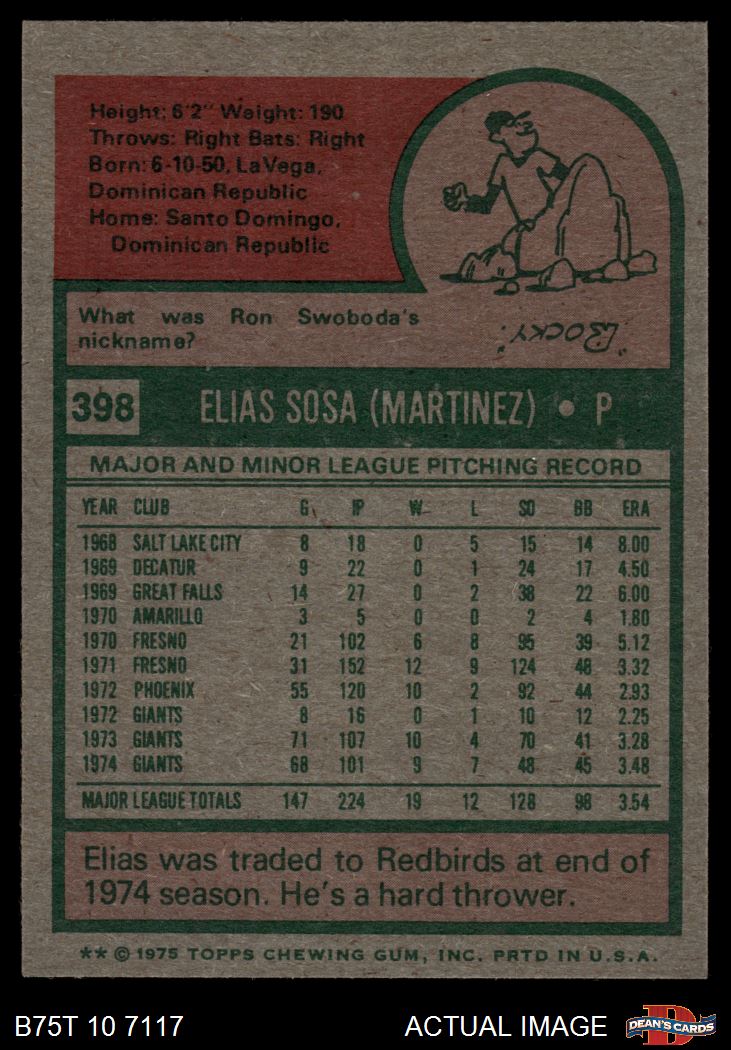 Height: 6'2" Weight: 190
Throws: Right Bats: Right
Born: 6-10-50, LaVega,
Dominican Republic
Home: Santo Domingo,
Dominican Republic
What was Ron Swoboda's
nickname?
"Rocky."
398 ELIAS SOSA (MARTINEZ) • P
MAJOR AND MINOR LEAGUE PITCHING RECORD
YEAR CLUB G IP W L SO BB ERA
1968 SALT LAKE CITY 8 18 0 5 15 14 8.00
1969 DECATUR 9 22 0 1 24 17 4.50
1969 GREAT FALLS 14 27 0 2 38 22 6.00
1970 AMARILLO 3 5 0 0 2 4 1.80
1970 FRESNO 21 102 6 8 95 39 5.12
1971 FRESNO 31 152 12 9 124 48 3.32
1972 PHOENIX 55 120 10 2 92 44 2.93
1972 GIANTS 8 16 0 1 10 12 2.25
1973 GIANTS 71 107 10 4 70 41 3.28
1974 GIANTS 68 101 9 7 48 45 3.48
MAJOR LEAGUE TOTALS 147 224 19 12 128 98 3.54
Elias was traded to Redbirds at end of
1974 season. He's a hard thrower.
** © 1975 TOPPS CHEWING GUM, INC. PRTD IN U.S.A.
B75T 10 7117 ACTUAL IMAGE D DEAN'S CARDS